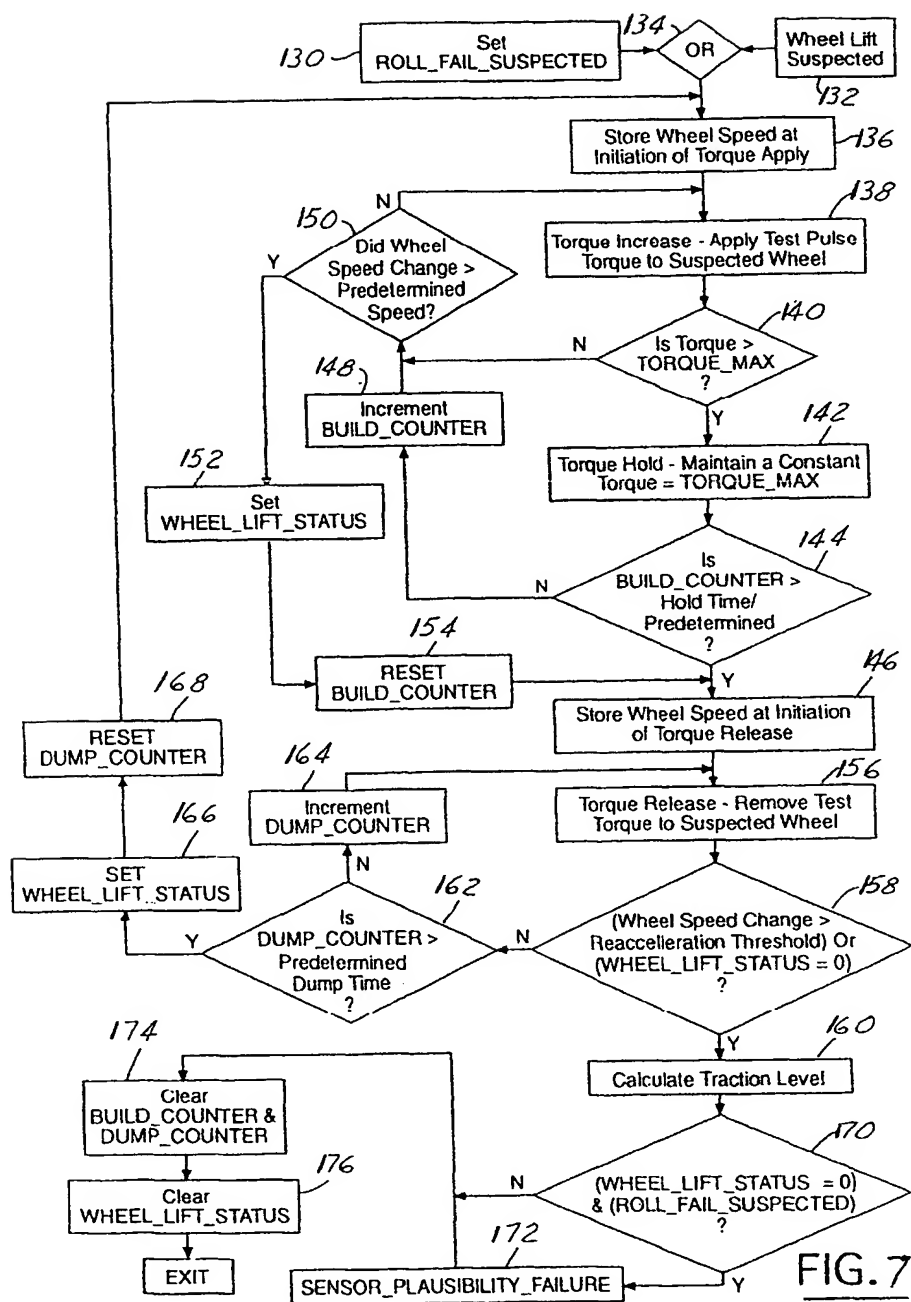 130
Set
ROLL_FAIL_SUSPECTED
134
OR
Wheel Lift
Suspected
132
Store Wheel Speed at
Initiation of Torque Apply
136
N
150
Did Wheel
Speed Change >
Predetermined
Speed?
Y
138
Torque Increase - Apply Test Pulse
Torque to Suspected Wheel
140
Is Torque >
TORQUE_MAX
?
N
Y
148
Increment
BUILD_COUNTER
142
Torque Hold - Maintain a Constant
Torque = TORQUE_MAX
152
Set
WHEEL_LIFT_STATUS
144
Is
BUILD_COUNTER >
Hold Time/
Predetermined
?
N
Y
154
RESET
BUILD_COUNTER
146
Store Wheel Speed at Initiation
of Torque Release
168
RESET
DUMP_COUNTER
164
Increment
DUMP_COUNTER
156
Torque Release - Remove Test
Torque to Suspected Wheel
166
SET
WHEEL_LIFT_STATUS
N
162
Is
DUMP_COUNTER >
Predetermined
Dump Time
?
Y
N
158
(Wheel Speed Change >
Reaccelleration Threshold) Or
(WHEEL_LIFT_STATUS = 0)
?
Y
160
Calculate Traction Level
174
Clear
BUILD_COUNTER &
DUMP_COUNTER
170
(WHEEL_LIFT_STATUS = 0)
& (ROLL_FAIL_SUSPECTED)
?
N
Y
176
Clear
WHEEL_LIFT_STATUS
172
SENSOR_PLAUSIBILITY_FAILURE
EXIT
FIG. 7